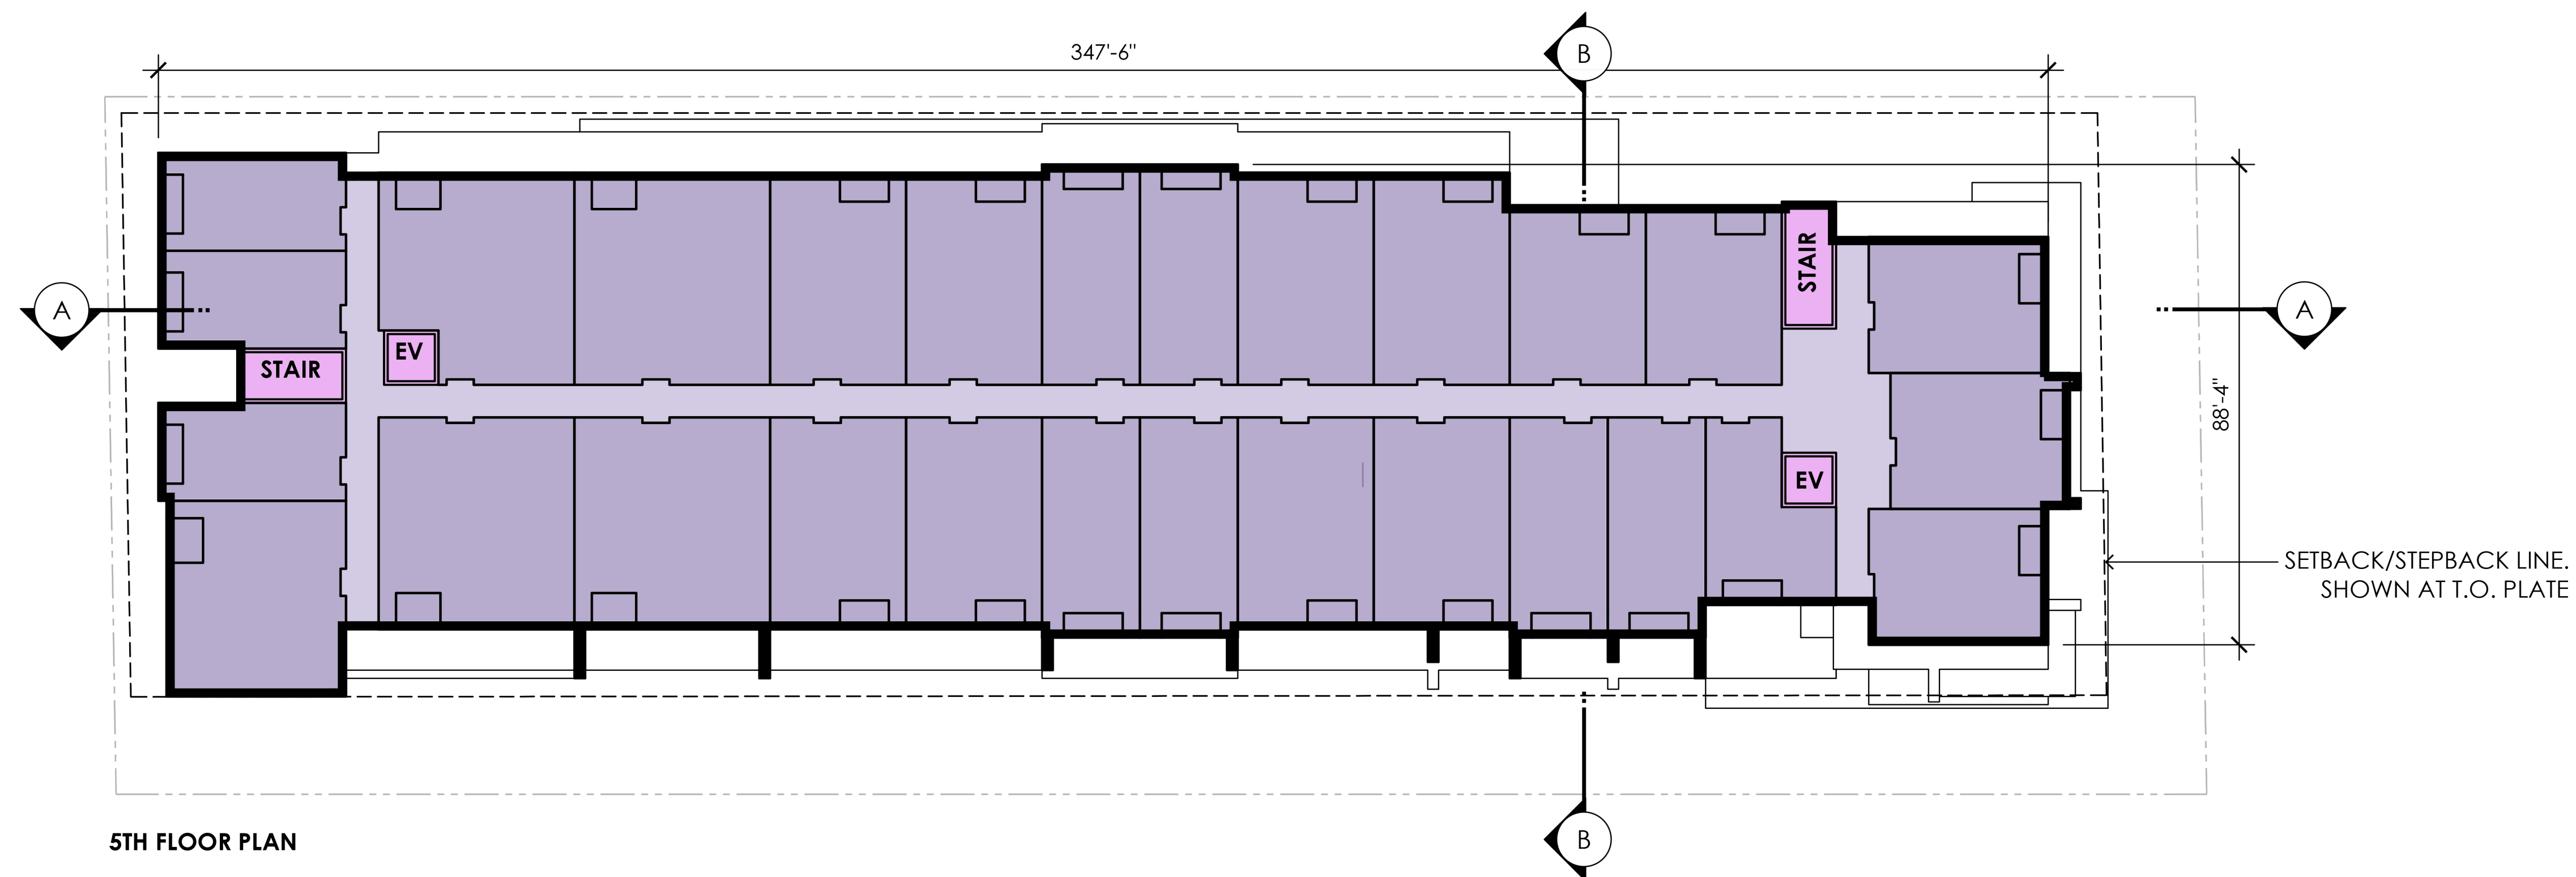 B
347'-6"
STAIR
A
A
EV
STAIR
88'-4"
EV
SETBACK/STEPBACK LINE.
SHOWN AT T.O. PLATE
B
5TH FLOOR PLAN